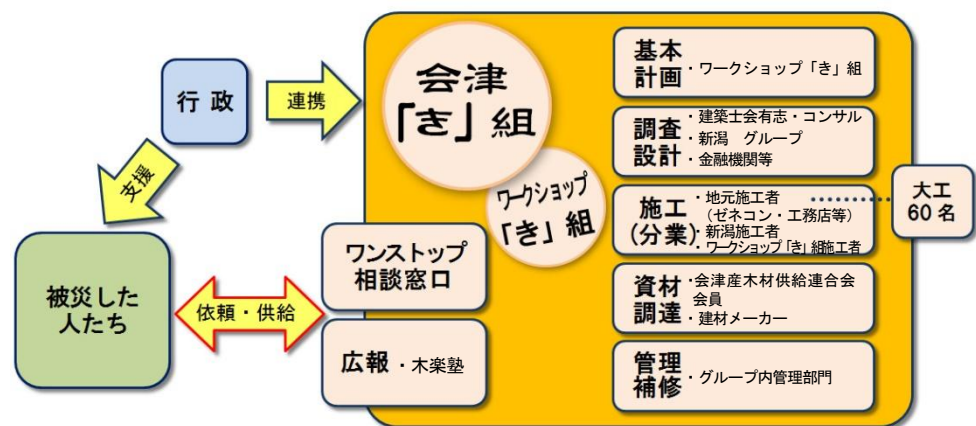 行 政
連携
支援
被災した
人たち
依頼・供給
会津
「き」組
ワークショップ
「き」組
ワンストップ
相談窓口
広報・木楽塾
基本
計画
・ワークショップ「き」組
調査
設計
・建築士会有志・コンサル
・新潟　グループ
・金融機関等
施工
(分業)
・地元施工者
（ゼネコン・工務店等）
・新潟施工者
・ワークショップ「き」組施工者
大工
60名
資材
調達
・会津産木材供給連合会
会員
・建材メーカー
管理
補修
・グループ内管理部門